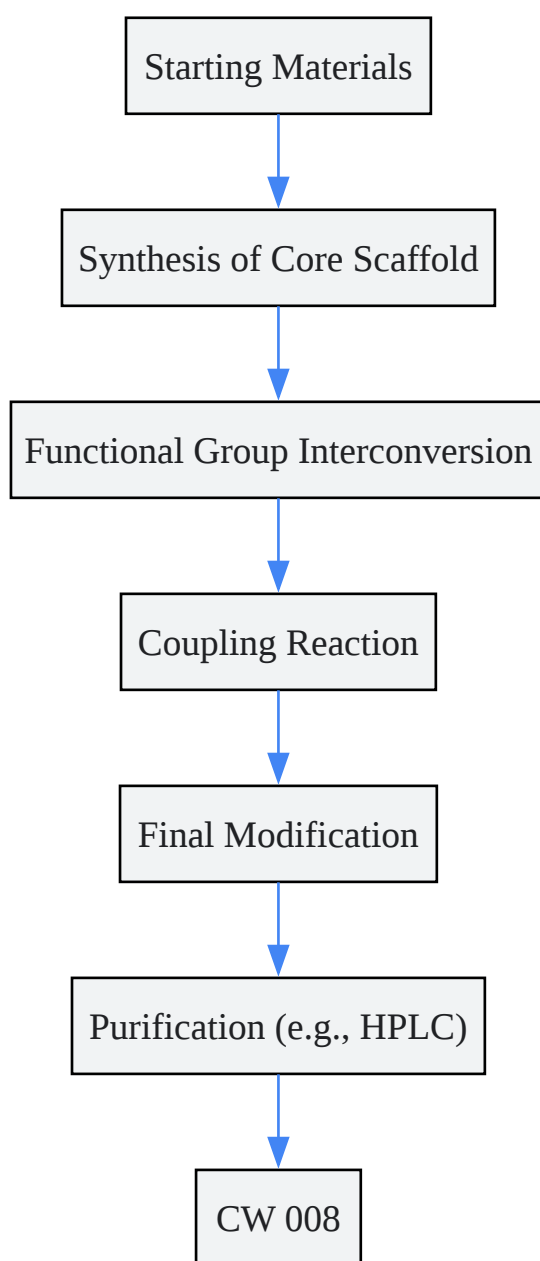 Starting Materials
Synthesis of Core Scaffold
Functional Group Interconversion
Coupling Reaction
Final Modification
Purification (e.g., HPLC)
CW 008